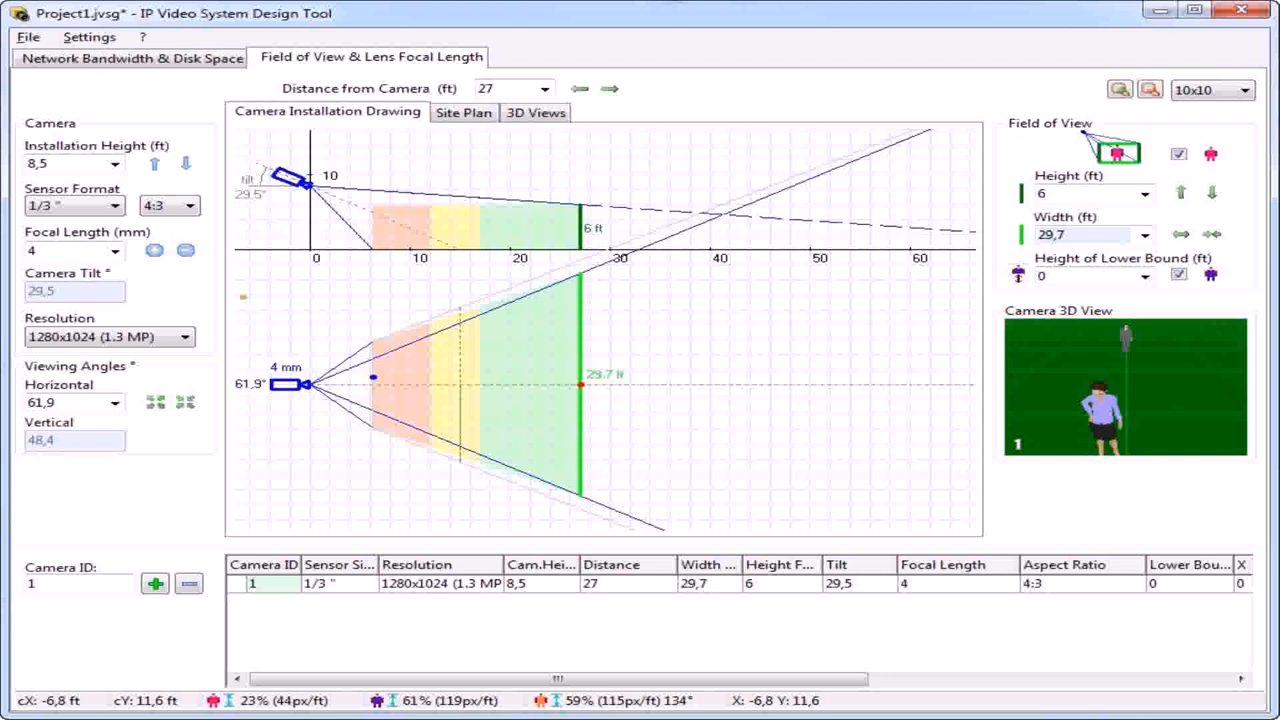 Project1.jvsg* - IP Video System Design Tool
File Settings ?
Network Bandwidth & Disk Space Field of View & Lens Focal Length
Distance from Camera (ft) 27
10x10
Camera Installation Drawing Site Plan 3D Views
Camera
Installation Height (ft)
8,5
Sensor Format
1/3 " 4:3
Focal Length (mm)
4
Camera Tilt °
29,5
Resolution
1280x1024 (1.3 MP)
Viewing Angles °
Horizontal
61,9
Vertical
48,4
tilt
29.5°
10
6 ft
0 10 20 30 40 50 60
4 mm
61,9°
29.7 ft
Field of View
Height (ft)
6
Width (ft)
29,7
Height of Lower Bound (ft)
0
Camera 3D View
1
Camera ID:
1
Camera ID Sensor Si... Resolution Cam.Hei... Distance Width ... Height F... Tilt Focal Length Aspect Ratio Lower Bou... X
1 1/3 " 1280x1024 (1.3 MP 8,5 27 29,7 6 29,5 4 4:3 0 0
cX: -6,8 ft cY: 11,6 ft 23% (44px/ft) 61% (119px/ft) 59% (115px/ft) 134° X: -6,8 Y: 11,6